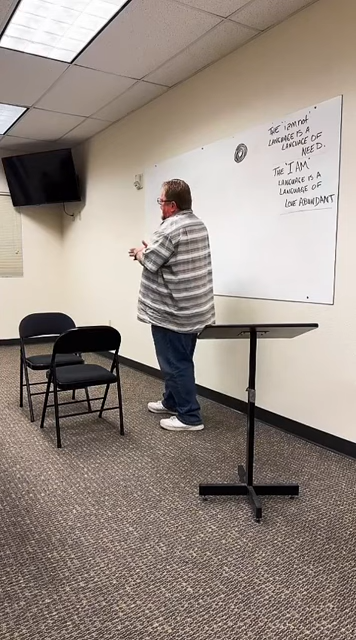 THE "i am not"
LANGUAGE IS A
LANGUAGE OF
NEED.
THE "I AM"
LANGUAGE IS A
LANGUAGE OF
LOVE ABUNDANT